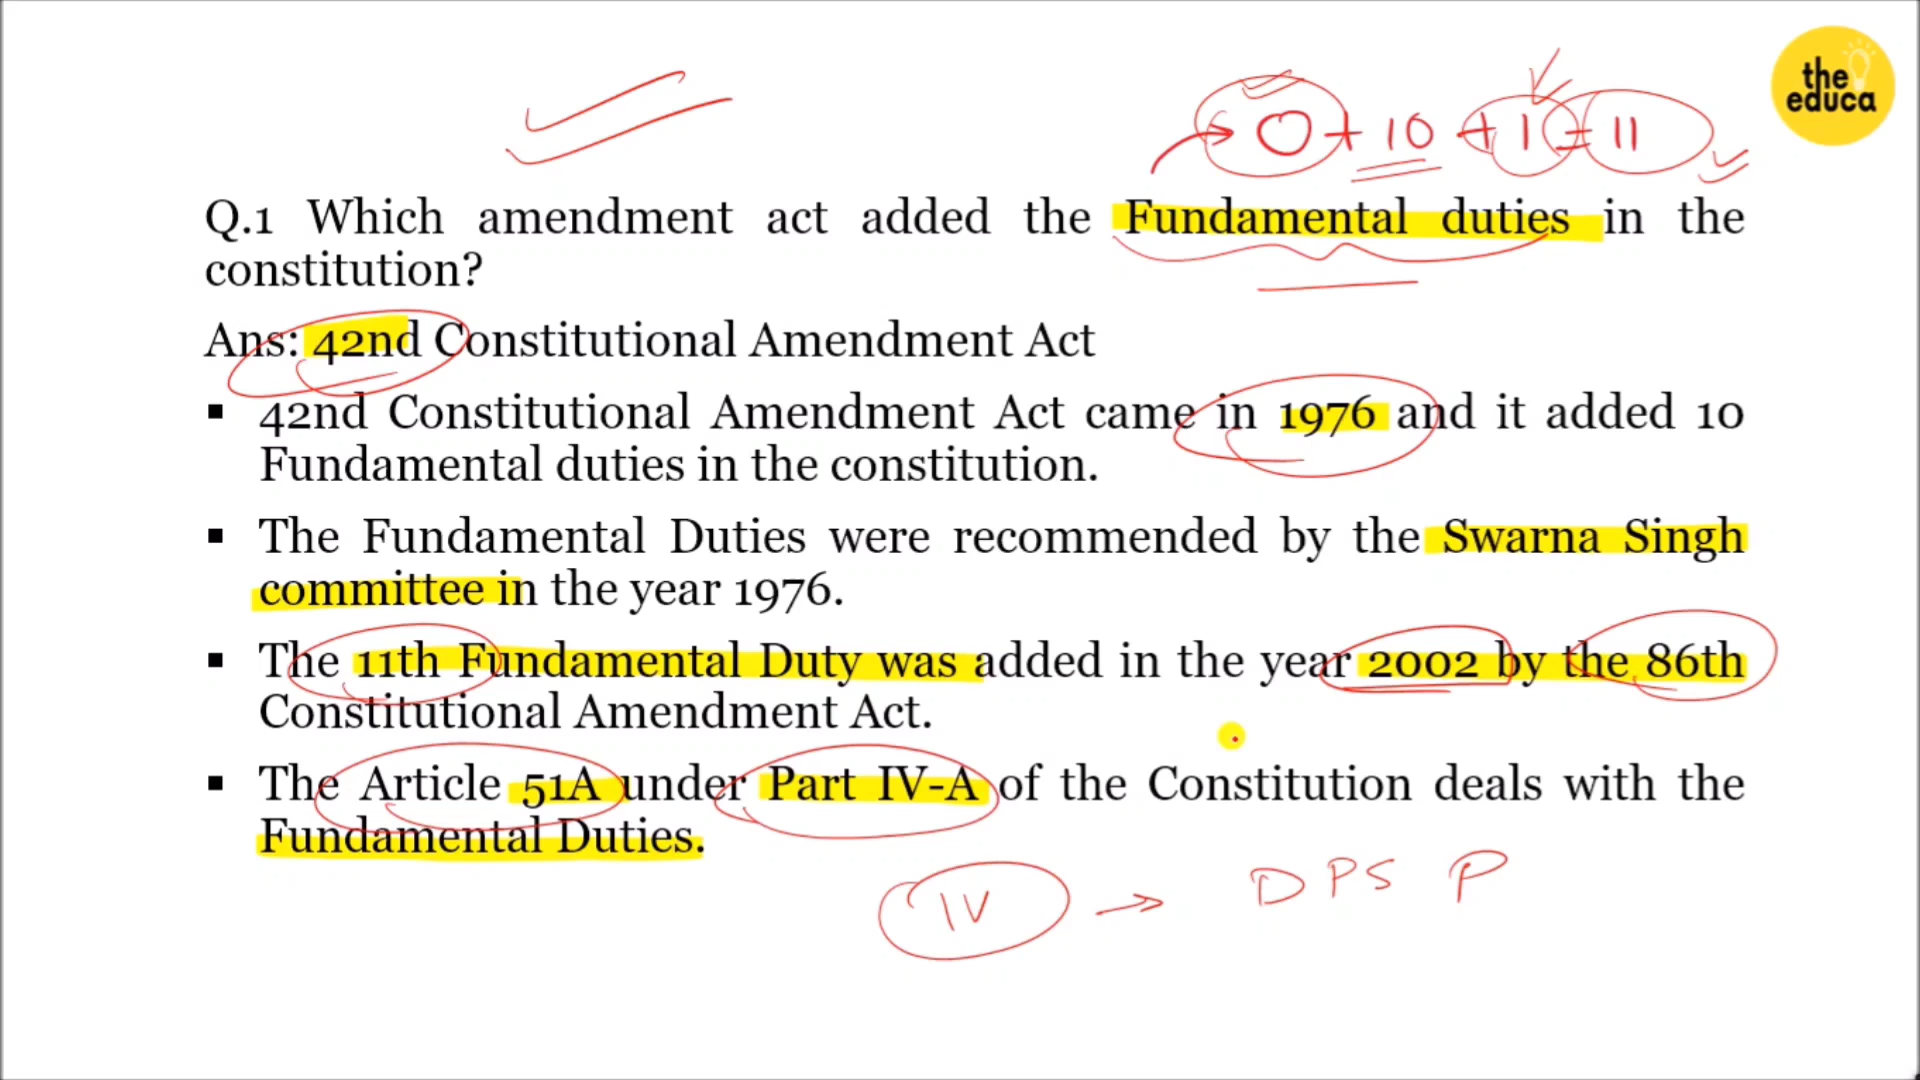 the
educa
0 + 10 + 1 = 11
Q.1 Which amendment act added the Fundamental duties in the
constitution?
Ans: 42nd Constitutional Amendment Act
▪ 42nd Constitutional Amendment Act came in 1976 and it added 10
Fundamental duties in the constitution.
▪ The Fundamental Duties were recommended by the Swarna Singh
committee in the year 1976.
▪ The 11th Fundamental Duty was added in the year 2002 by the 86th
Constitutional Amendment Act.
▪ The Article 51A under Part IV-A of the Constitution deals with the
Fundamental Duties.
IV → DPSP